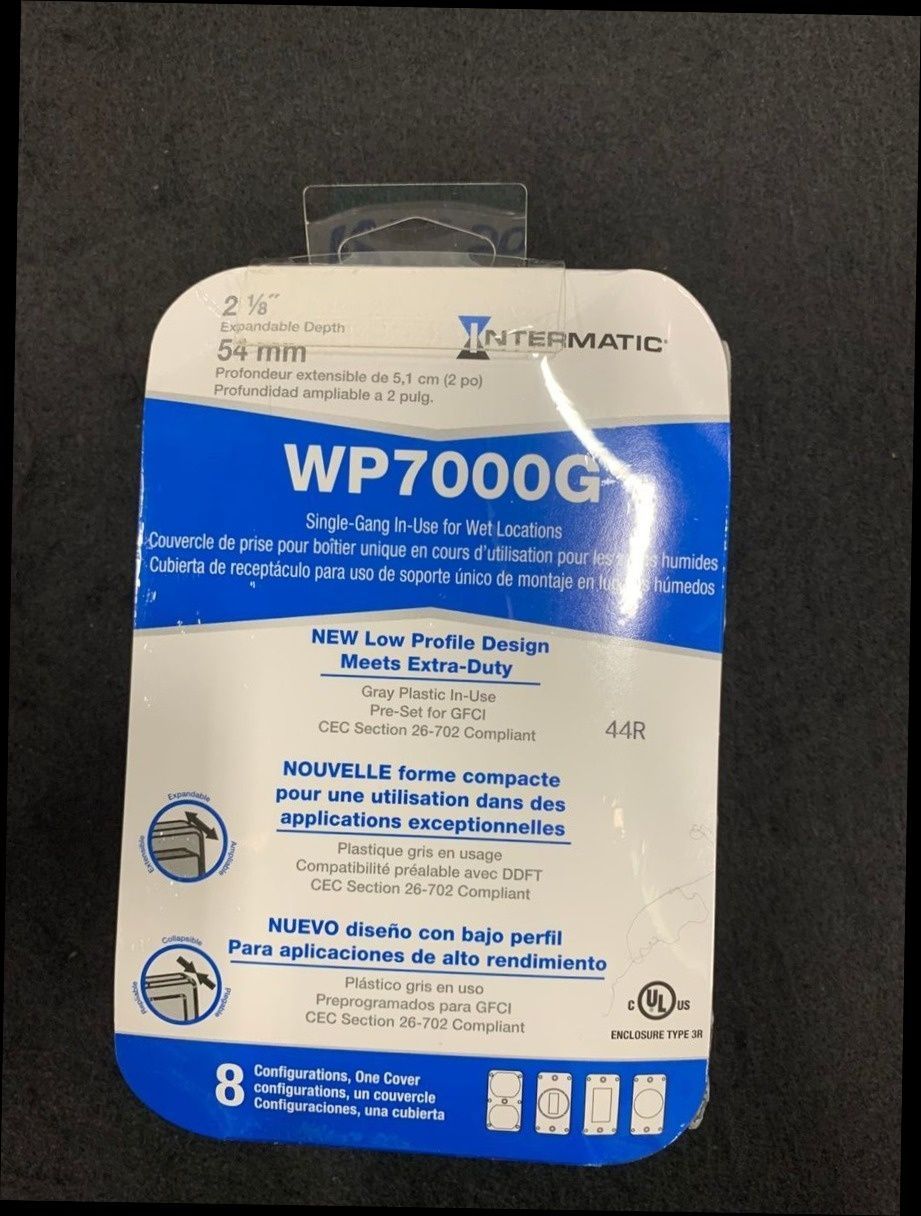 2 ⅛"
Expandable Depth
54 mm
Profondeur extensible de 5,1 cm (2 po)
Profundidad ampliable a 2 pulg.
INTERMATIC
WP7000G
Single-Gang In-Use for Wet Locations
Couvercle de prise pour boîtier unique en cours d'utilisation pour les humides
Cubierta de receptáculo para uso de soporte único de montaje en húmedos
NEW Low Profile Design
Meets Extra-Duty
Gray Plastic In-Use
Pre-Set for GFCI
CEC Section 26-702 Compliant
44R
NOUVELLE forme compacte
pour une utilisation dans des
applications exceptionnelles
Plastique gris en usage
Compatibilité préalable avec DDFT
CEC Section 26-702 Compliant
Expandable
Extensible
Ampliable
NUEVO diseño con bajo perfil
Para aplicaciones de alto rendimiento
Plástico gris en uso
Preprogramados para GFCI
CEC Section 26-702 Compliant
Collapsible
Plegable
C UL US
ENCLOSURE TYPE 3R
8
Configurations, One Cover
configurations, un couvercle
Configuraciones, una cubierta